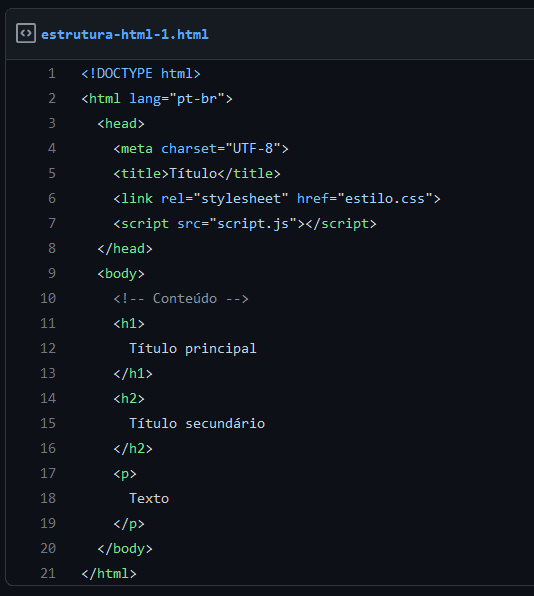 estrutura-html-1.html
1 <!DOCTYPE html>
2 <html lang="pt-br">
3 <head>
4 <meta charset="UTF-8">
5 <title>Título</title>
6 <link rel="stylesheet" href="estilo.css">
7 <script src="script.js"></script>
8 </head>
9 <body>
10 <!-- Conteúdo -->
11 <h1>
12 Título principal
13 </h1>
14 <h2>
15 Título secundário
16 </h2>
17 <p>
18 Texto
19 </p>
20 </body>
21 </html>